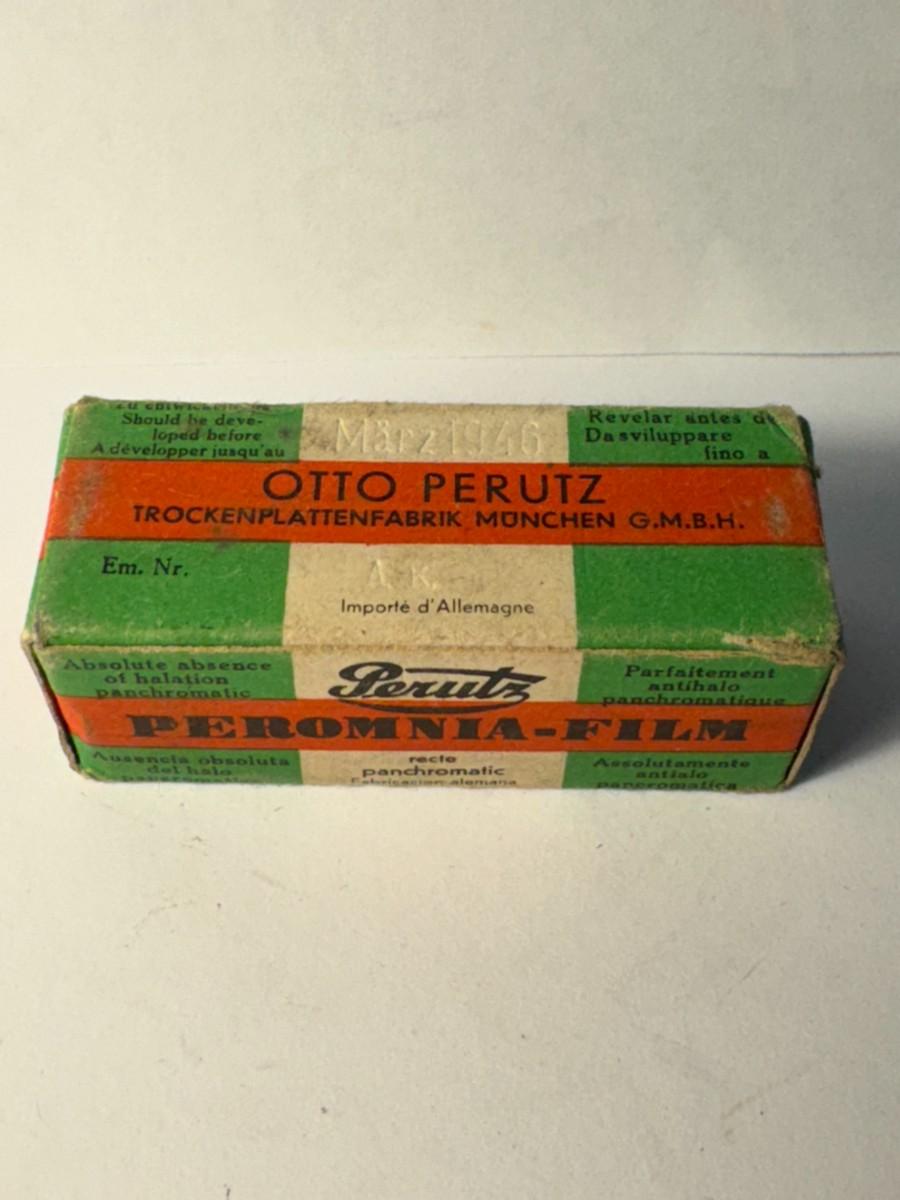 Should be deve-
loped before
A développer jusqu'au
März 1946
Revelar antes de
Da sviluppare
fino a
OTTO PERUTZ
TROCKENPLATTENFABRIK MÜNCHEN G.M.B.H.
Em. Nr.
A. K.
Importé d'Allemagne
Absolute absence
of halation
panchromatic
Perutz
Parfaitement
antihalo
panchromatique
PEROMNIA-FILM
Ausencia obsoluta
del halo
recto
panchromatic
Fabricacion alemana
Assolutamente
antialo
pancromatica